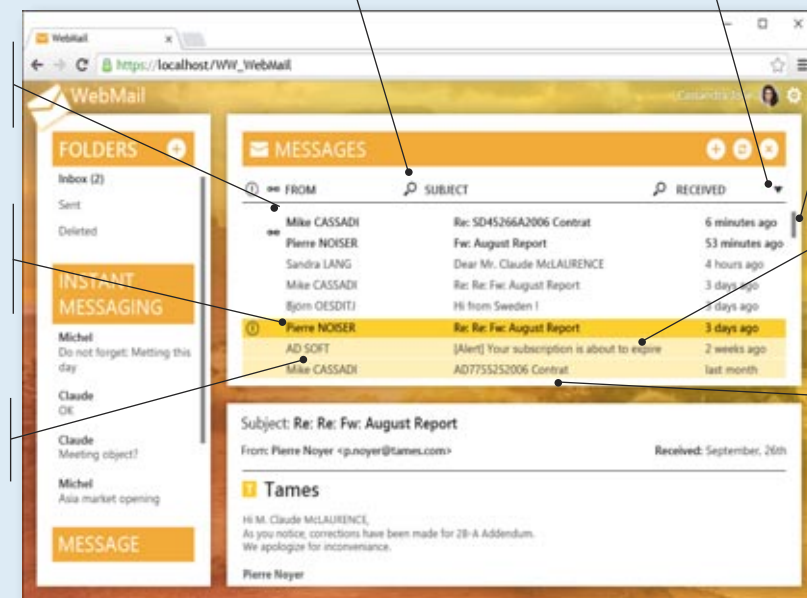 WebMail
https://localhost/WW_WebMail
WebMail
FOLDERS
Inbox (2)
Sent
Deleted
INSTANT
MESSAGING
Michel
Do not forget: Metting this
day
Claude
OK
Claude
Meeting object?
Michel
Asia market opening
MESSAGE
MESSAGES
FROM SUBJECT RECEIVED
Mike CASSADI Re: SD45266A2006 Contrat 6 minutes ago
Pierre NOISER Fw: August Report 53 minutes ago
Sandra LANG Dear Mr. Claude McLAURENCE 4 hours ago
Mike CASSADI Re: Re: Fw: August Report 3 days ago
Bjorn OESDITJ Hi from Sweden ! 3 days ago
Pierre NOISER Re: Re: Fw: August Report 3 days ago
AD SOFT [Alert] Your subscription is about to expire 2 weeks ago
Mike CASSADI AD7755252006 Contrat last month
Subject: Re: Re: Fw: August Report
From: Pierre Noyer <p.noyer@tames.com> Received: September, 26th
T Tames
Hi M. Claude McLAURENCE,
As you notice, corrections have been made for 2B-A Addendum.
We apologize for inconveniance.
Pierre Noyer